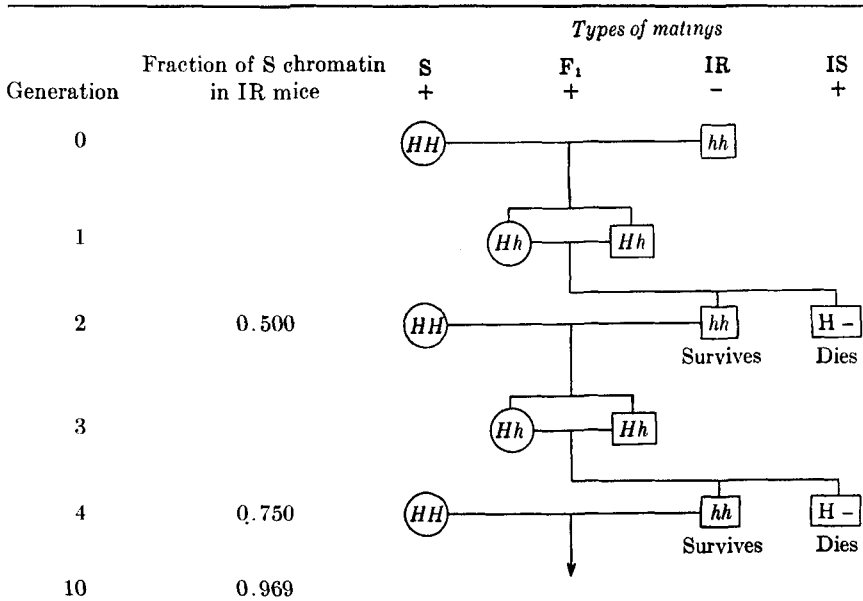 Types of matings
Fraction of S chromatin S F₁ IR IS
Generation in IR mice + + − +
0 HH hh
1 Hh Hh
2 0.500 HH hh H −
Survives Dies
3 Hh Hh
4 0.750 HH hh H −
Survives Dies
10 0.969